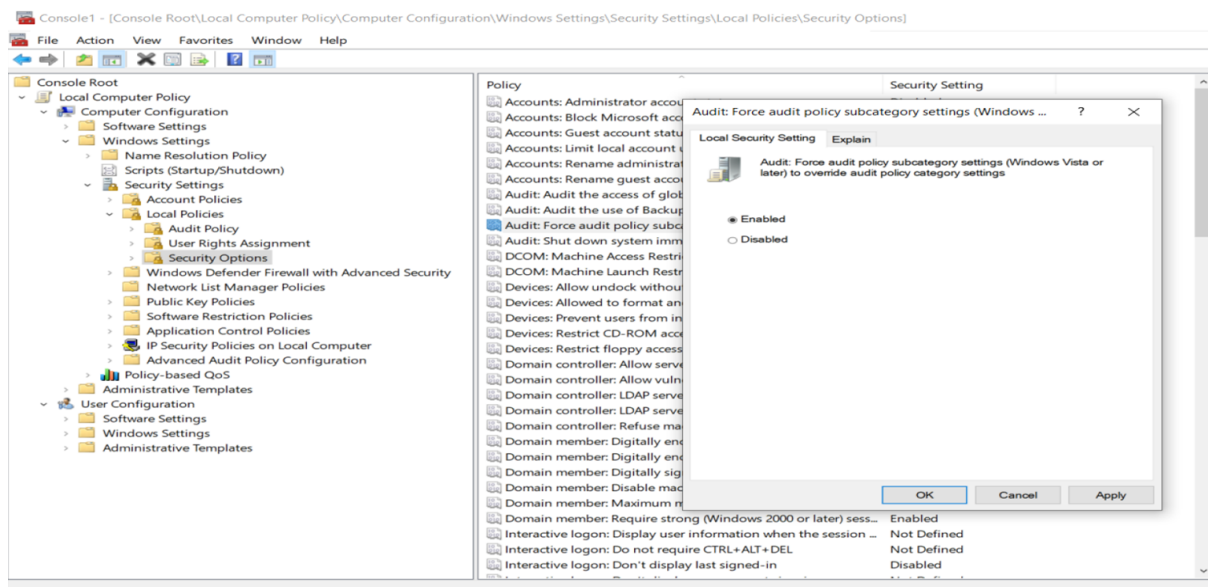 Console1 - [Console Root\Local Computer Policy\Computer Configuration\Windows Settings\Security Settings\Local Policies\Security Options]
File Action View Favorites Window Help
Console Root
Local Computer Policy
Computer Configuration
Software Settings
Windows Settings
Name Resolution Policy
Scripts (Startup/Shutdown)
Security Settings
Account Policies
Local Policies
Audit Policy
User Rights Assignment
Security Options
Windows Defender Firewall with Advanced Security
Network List Manager Policies
Public Key Policies
Software Restriction Policies
Application Control Policies
IP Security Policies on Local Computer
Advanced Audit Policy Configuration
Policy-based QoS
Administrative Templates
User Configuration
Software Settings
Windows Settings
Administrative Templates
Policy Security Setting
Accounts: Administrator accou
Accounts: Block Microsoft acc
Accounts: Guest account statu
Accounts: Limit local account
Accounts: Rename administrat
Accounts: Rename guest accou
Audit: Audit the access of glob
Audit: Audit the use of Backup
Audit: Force audit policy subc
Audit: Shut down system imm
DCOM: Machine Access Restri
DCOM: Machine Launch Restr
Devices: Allow undock withou
Devices: Allowed to format an
Devices: Prevent users from in
Devices: Restrict CD-ROM acce
Devices: Restrict floppy access
Domain controller: Allow serve
Domain controller: Allow vuln
Domain controller: LDAP serve
Domain controller: LDAP serve
Domain controller: Refuse ma
Domain member: Digitally enc
Domain member: Digitally enc
Domain member: Digitally sig
Domain member: Disable mac
Domain member: Maximum m
Domain member: Require strong (Windows 2000 or later) sess... Enabled
Interactive logon: Display user information when the session ... Not Defined
Interactive logon: Do not require CTRL+ALT+DEL Not Defined
Interactive logon: Don't display last signed-in Disabled
Audit: Force audit policy subcategory settings (Windows ... ?
Local Security Setting Explain
Audit: Force audit policy subcategory settings (Windows Vista or
later) to override audit policy category settings
Enabled
Disabled
OK Cancel Apply